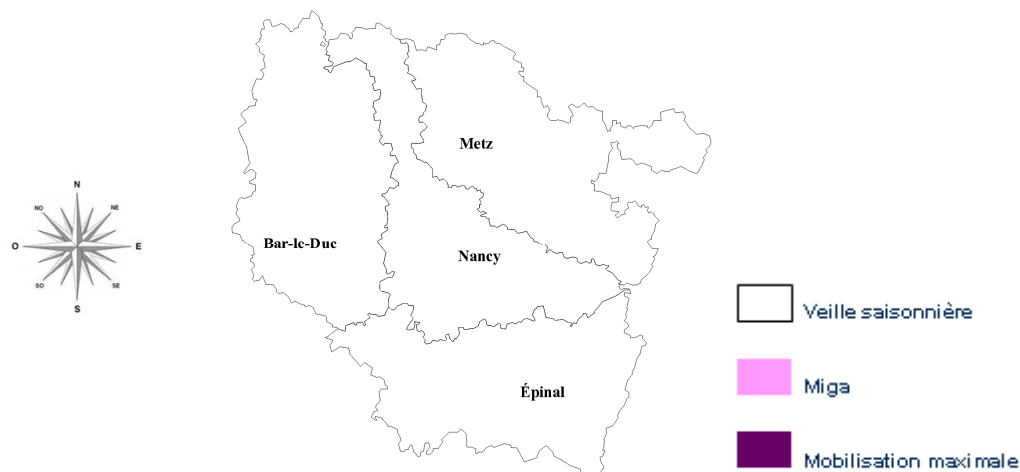 Metz
N
NO
NE
Bar-le-Duc
O
E
Nancy
SO
SE
S
Veille saisonnière
Miga
Épinal
Mobilisation maximale